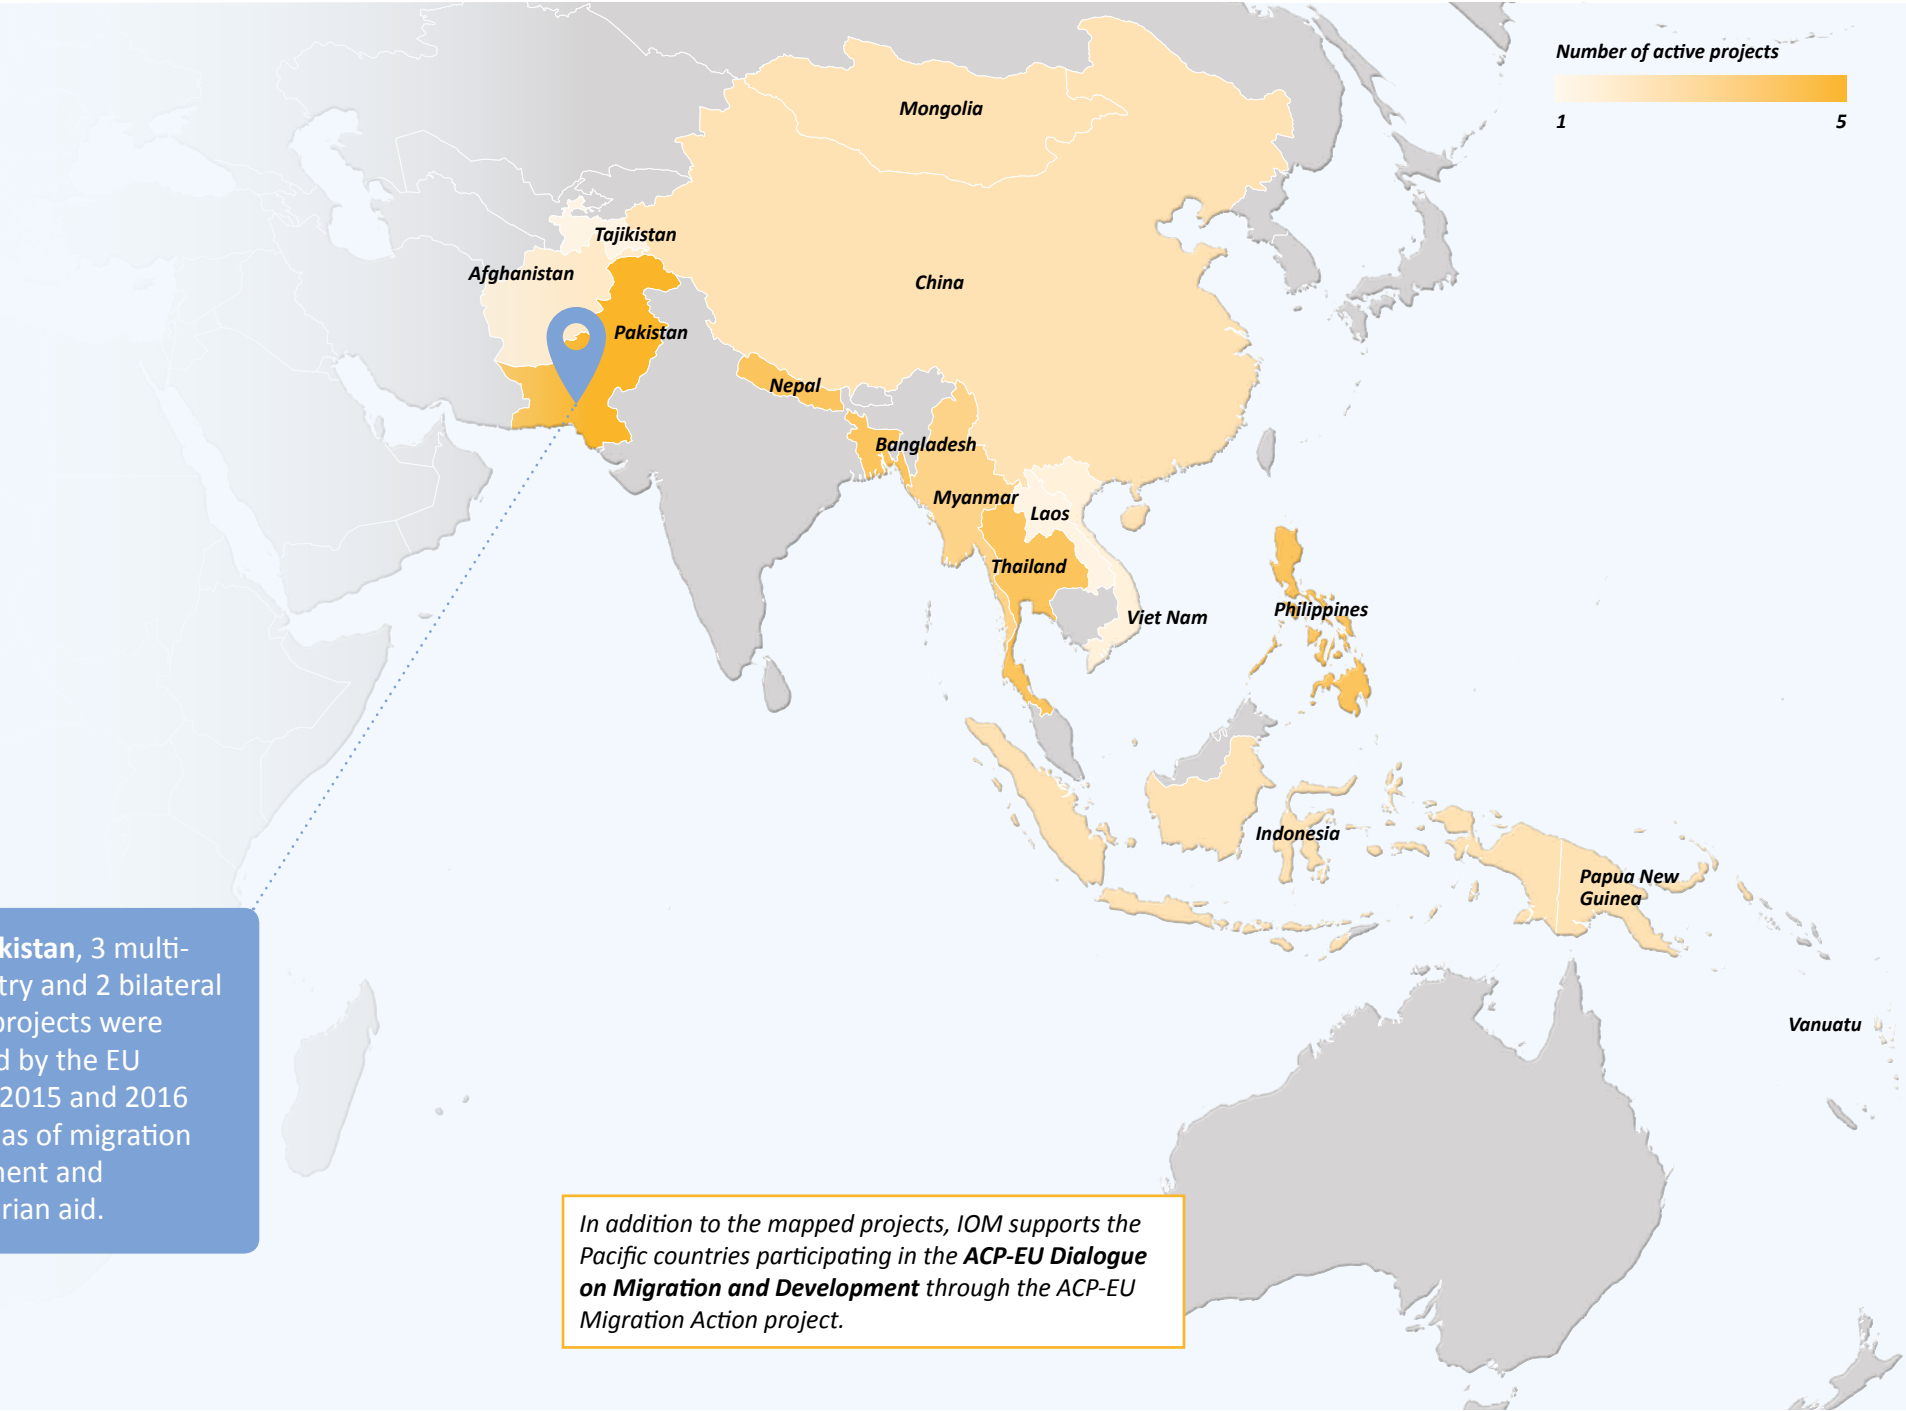 Number of active projects
1 5
Mongolia
Tajikistan
Afghanistan
China
Pakistan
Nepal
Bangladesh
Myanmar
Laos
Thailand
Viet Nam
Philippines
Indonesia
Papua New
Guinea
Vanuatu
kistan, 3 multi-
try and 2 bilateral
projects were
d by the EU
2015 and 2016
as of migration
ment and
rian aid.
In addition to the mapped projects, IOM supports the
Pacific countries participating in the ACP-EU Dialogue
on Migration and Development through the ACP-EU
Migration Action project.